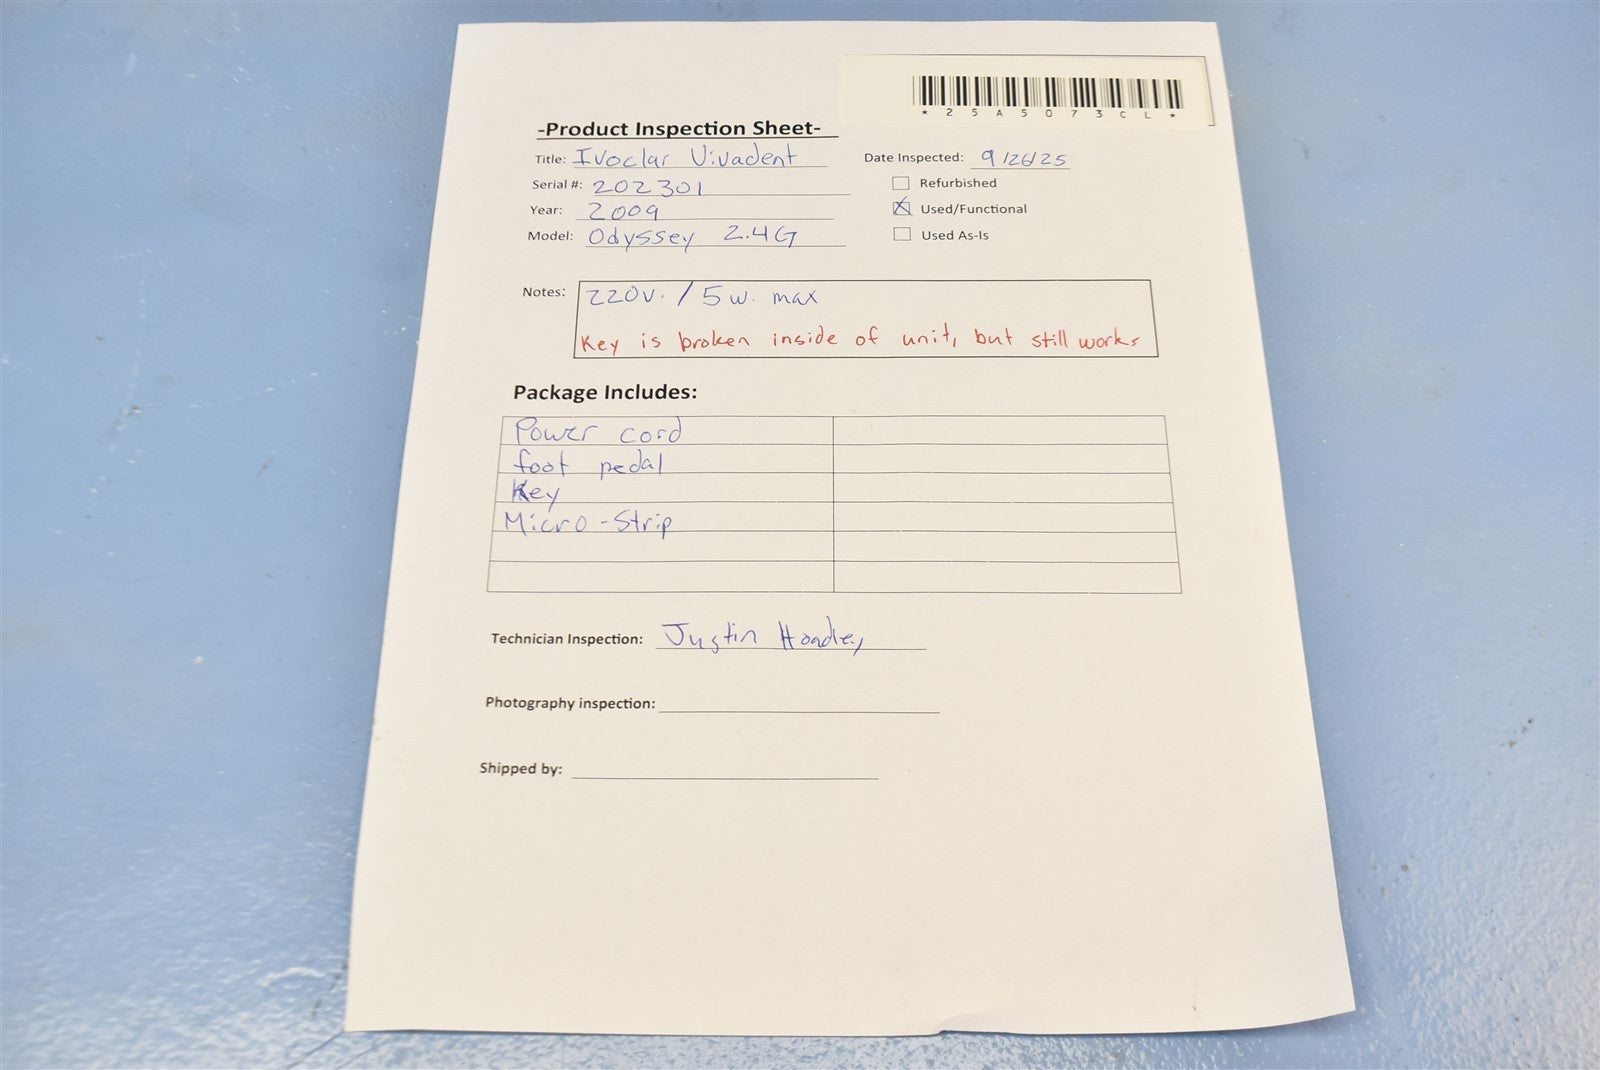 *25A5073CL*
-Product Inspection Sheet-
Title: Ivoclar Vivadent
Date Inspected: 9/26/25
Serial #: 202301
Refurbished
Year: 2009
Used/Functional
Model: Odyssey 2.4G
Used As-Is
Notes: 220v. / 5w. max
Key is broken inside of unit, but still works
Package Includes:
Power cord
foot pedal
Key
Micro-Strip
Technician Inspection: Justin Hoadley
Photography inspection:
Shipped by: